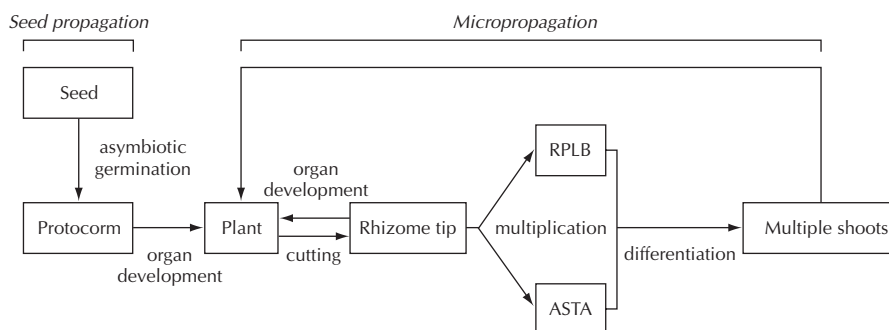 Seed propagation
Micropropagation
Seed
asymbiotic
germination
RPLB
organ
development
Protocorm
Plant
Rhizome tip
multiplication
Multiple shoots
organ
development
cutting
differentiation
ASTA